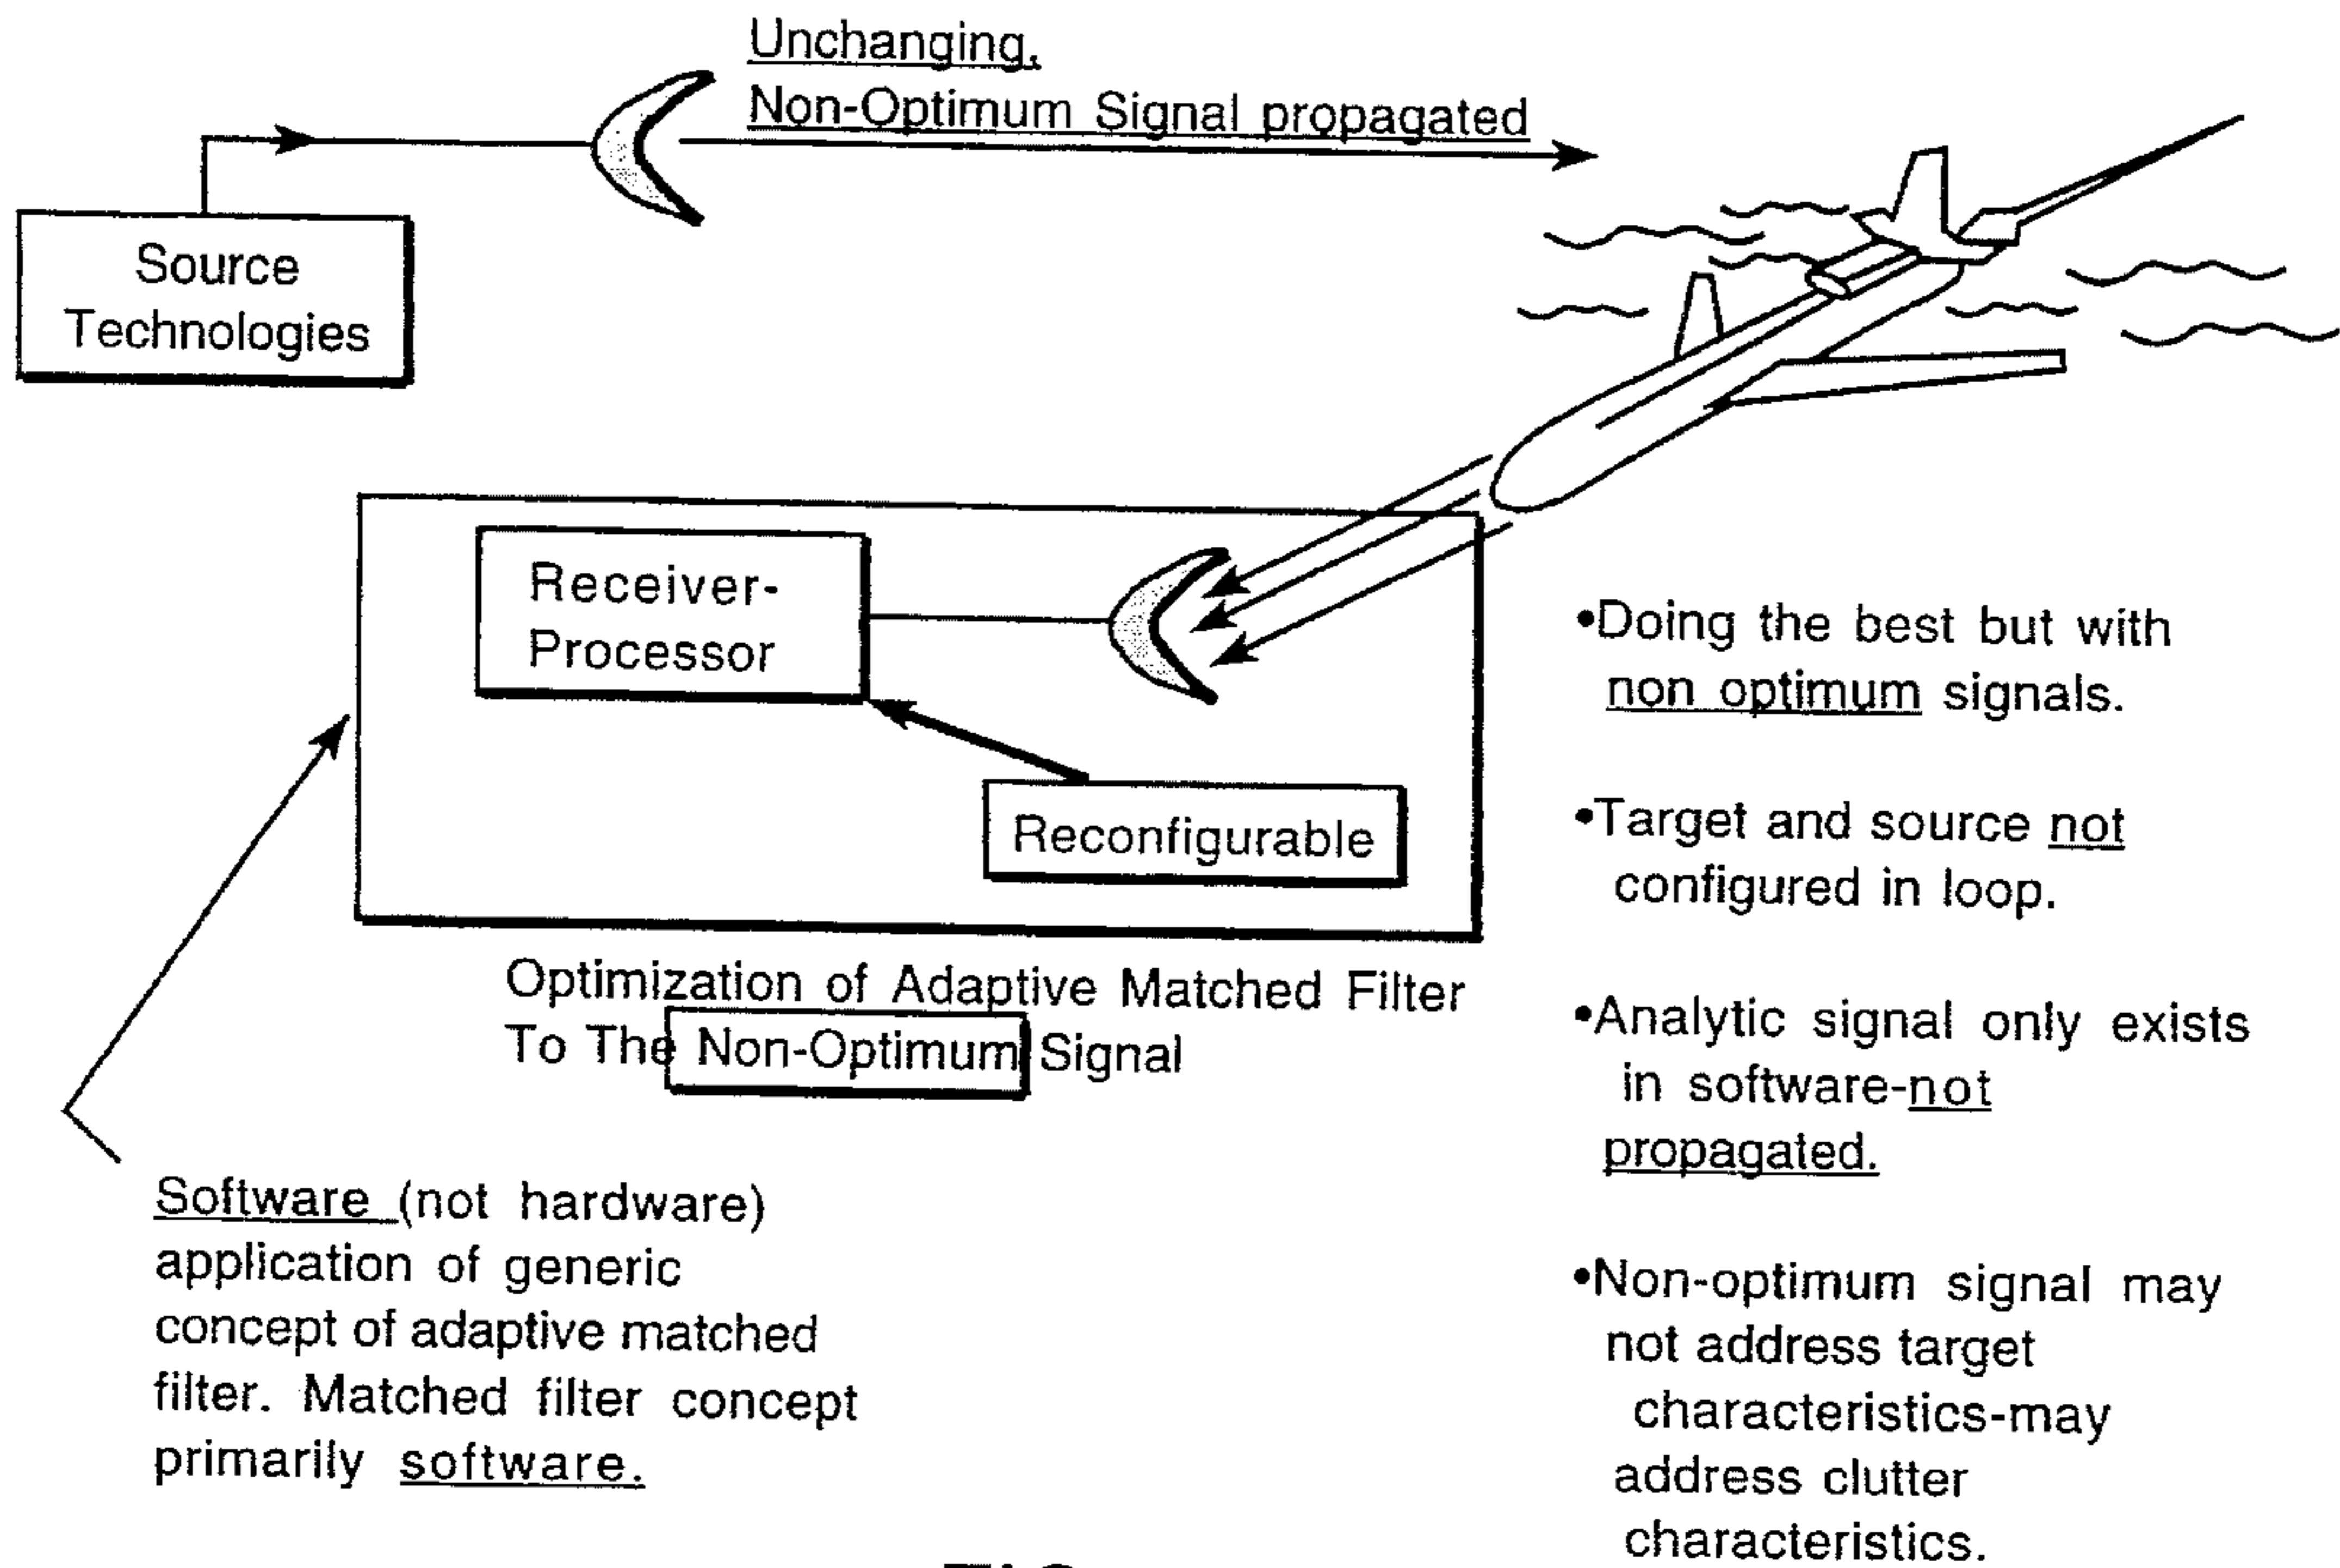 Unchanging,
Non-Optimum Signal propagated
Source
Technologies
Receiver-
Processor
Reconfigurable
Optimization of Adaptive Matched Filter
To The Non-Optimum Signal
Software (not hardware)
application of generic
concept of adaptive matched
filter. Matched filter concept
primarily software.
•Doing the best but with
non optimum signals.
•Target and source not
configured in loop.
•Analytic signal only exists
in software-not
propagated.
•Non-optimum signal may
not address target
characteristics-may
address clutter
characteristics.